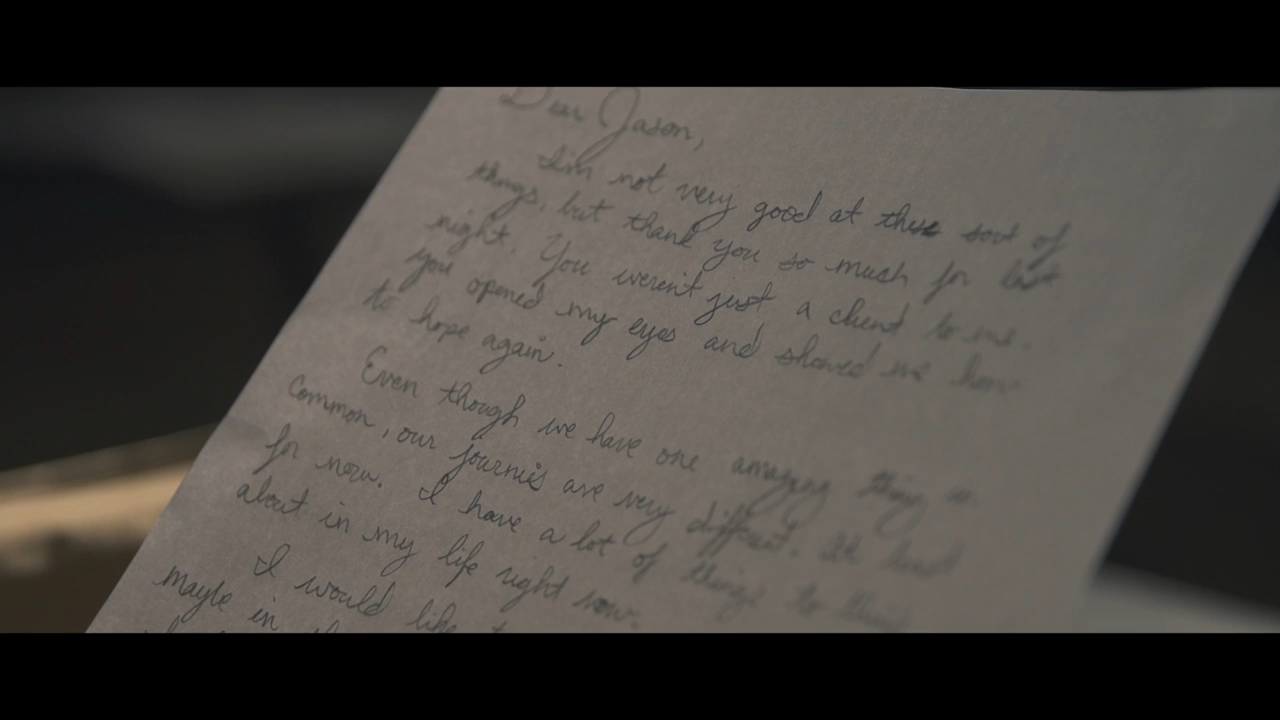 Dear Jason,
I'm not very good at these sort of
things, but thank you so much for last
night. You weren't just a client to me.
you opened my eyes and showed me how
to hope again.
Even though we have one amazing thing in
common, our journies are very different. At least
for now. I have a lot of things to think
about in my life right now.
I would like
maybe in